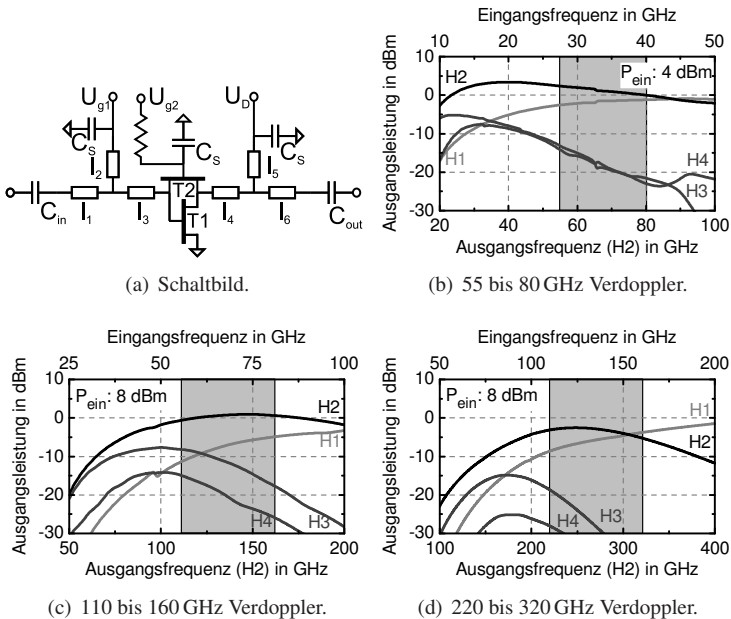 U_g1
U_g2
U_D
C_S
C_S
C_S
l_2
l_5
T2
T1
C_in
l_1
l_3
l_4
l_6
C_out
(a) Schaltbild.
Eingangsfrequenz in GHz
10 20 30 40 50
Ausgangsleistung in dBm
10
0
-10
-20
-30
H2
P_ein: 4 dBm
H1
H4
H3
20 40 60 80 100
Ausgangsfrequenz (H2) in GHz
(b) 55 bis 80 GHz Verdoppler.
Eingangsfrequenz in GHz
25 50 75 100
Ausgangsleistung in dBm
10
0
-10
-20
-30
P_ein: 8 dBm
H2
H1
H4
H3
50 100 150 200
Ausgangsfrequenz (H2) in GHz
(c) 110 bis 160 GHz Verdoppler.
Eingangsfrequenz in GHz
50 100 150 200
Ausgangsleistung in dBm
10
0
-10
-20
-30
P_ein: 8 dBm
H1
H2
H4
H3
100 200 300 400
Ausgangsfrequenz (H2) in GHz
(d) 220 bis 320 GHz Verdoppler.